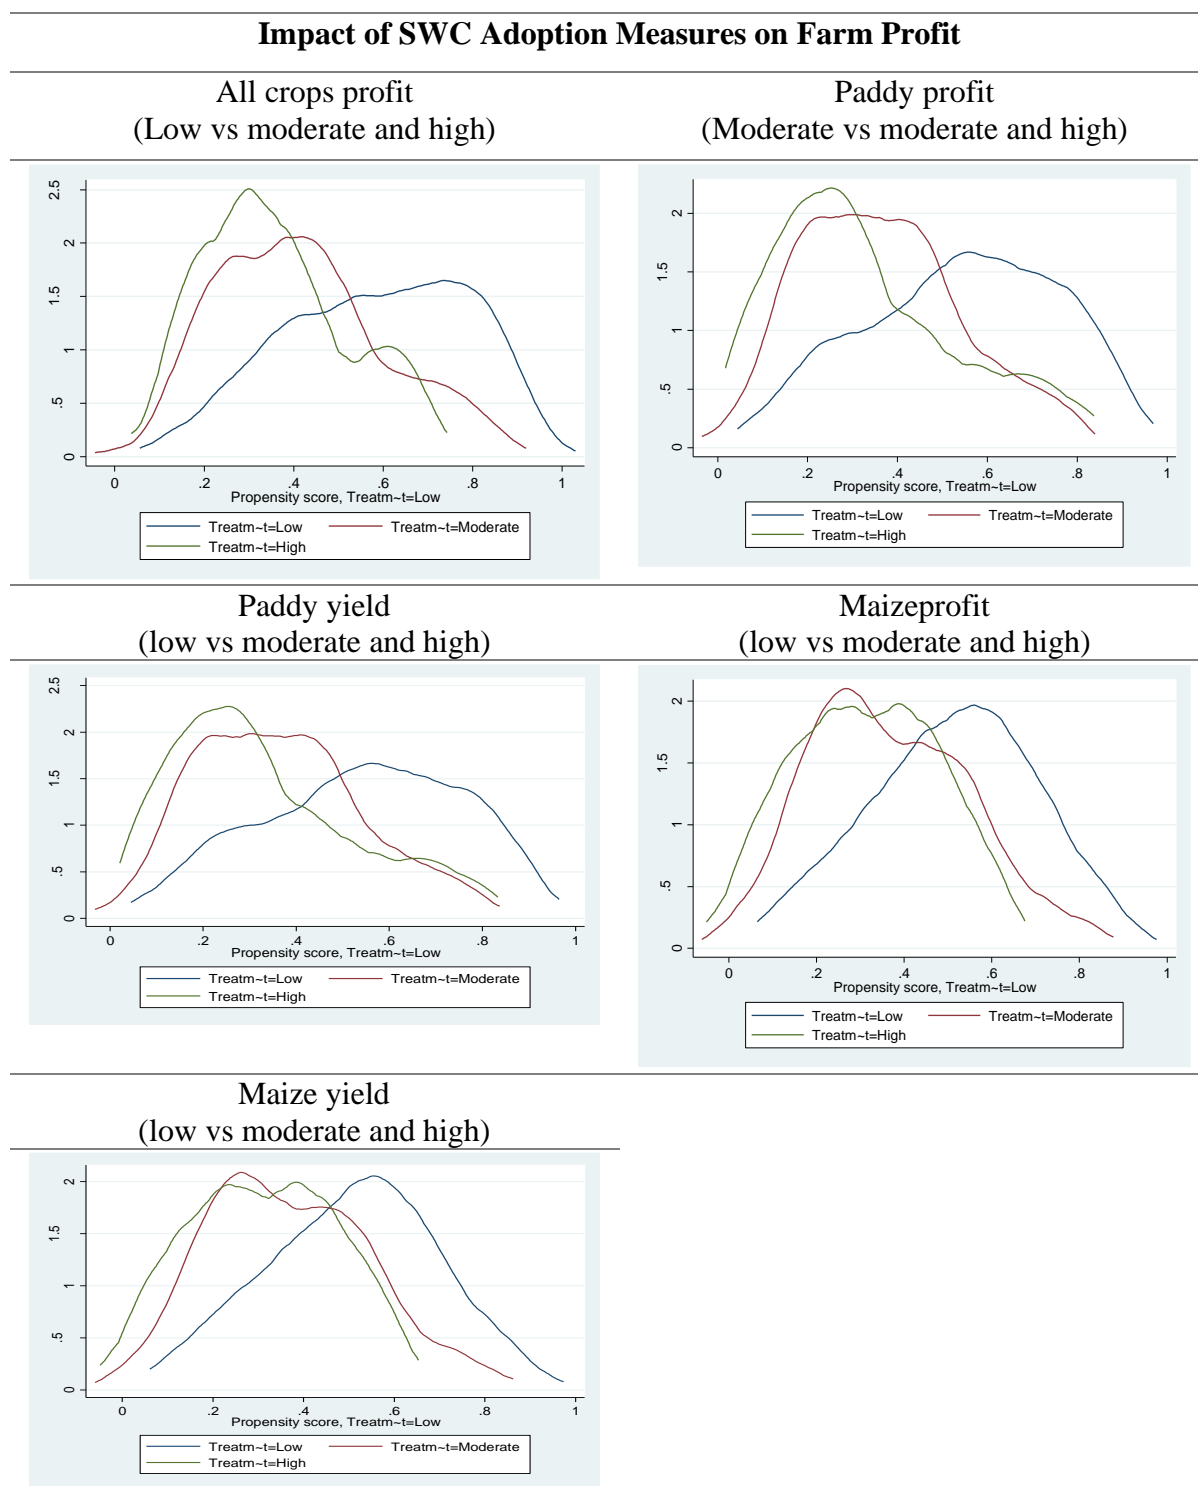 Impact of SWC Adoption Measures on Farm Profit
All crops profit
(Low vs moderate and high)
Paddy profit
(Moderate vs moderate and high)
2.5
2
1.5
1
.5
0
0 .2 .4 .6 .8 1
Propensity score, Treatm~t=Low
Treatm~t=Low Treatm~t=Moderate
Treatm~t=High
2
1.5
1
.5
0
0 .2 .4 .6 .8 1
Propensity score, Treatm~t=Low
Treatm~t=Low Treatm~t=Moderate
Treatm~t=High
Paddy yield
(low vs moderate and high)
Maizeprofit
(low vs moderate and high)
2.5
2
1.5
1
.5
0
0 .2 .4 .6 .8 1
Propensity score, Treatm~t=Low
Treatm~t=Low Treatm~t=Moderate
Treatm~t=High
2
1.5
1
.5
0
0 .2 .4 .6 .8 1
Propensity score, Treatm~t=Low
Treatm~t=Low Treatm~t=Moderate
Treatm~t=High
Maize yield
(low vs moderate and high)
2
1.5
1
.5
0
0 .2 .4 .6 .8 1
Propensity score, Treatm~t=Low
Treatm~t=Low Treatm~t=Moderate
Treatm~t=High